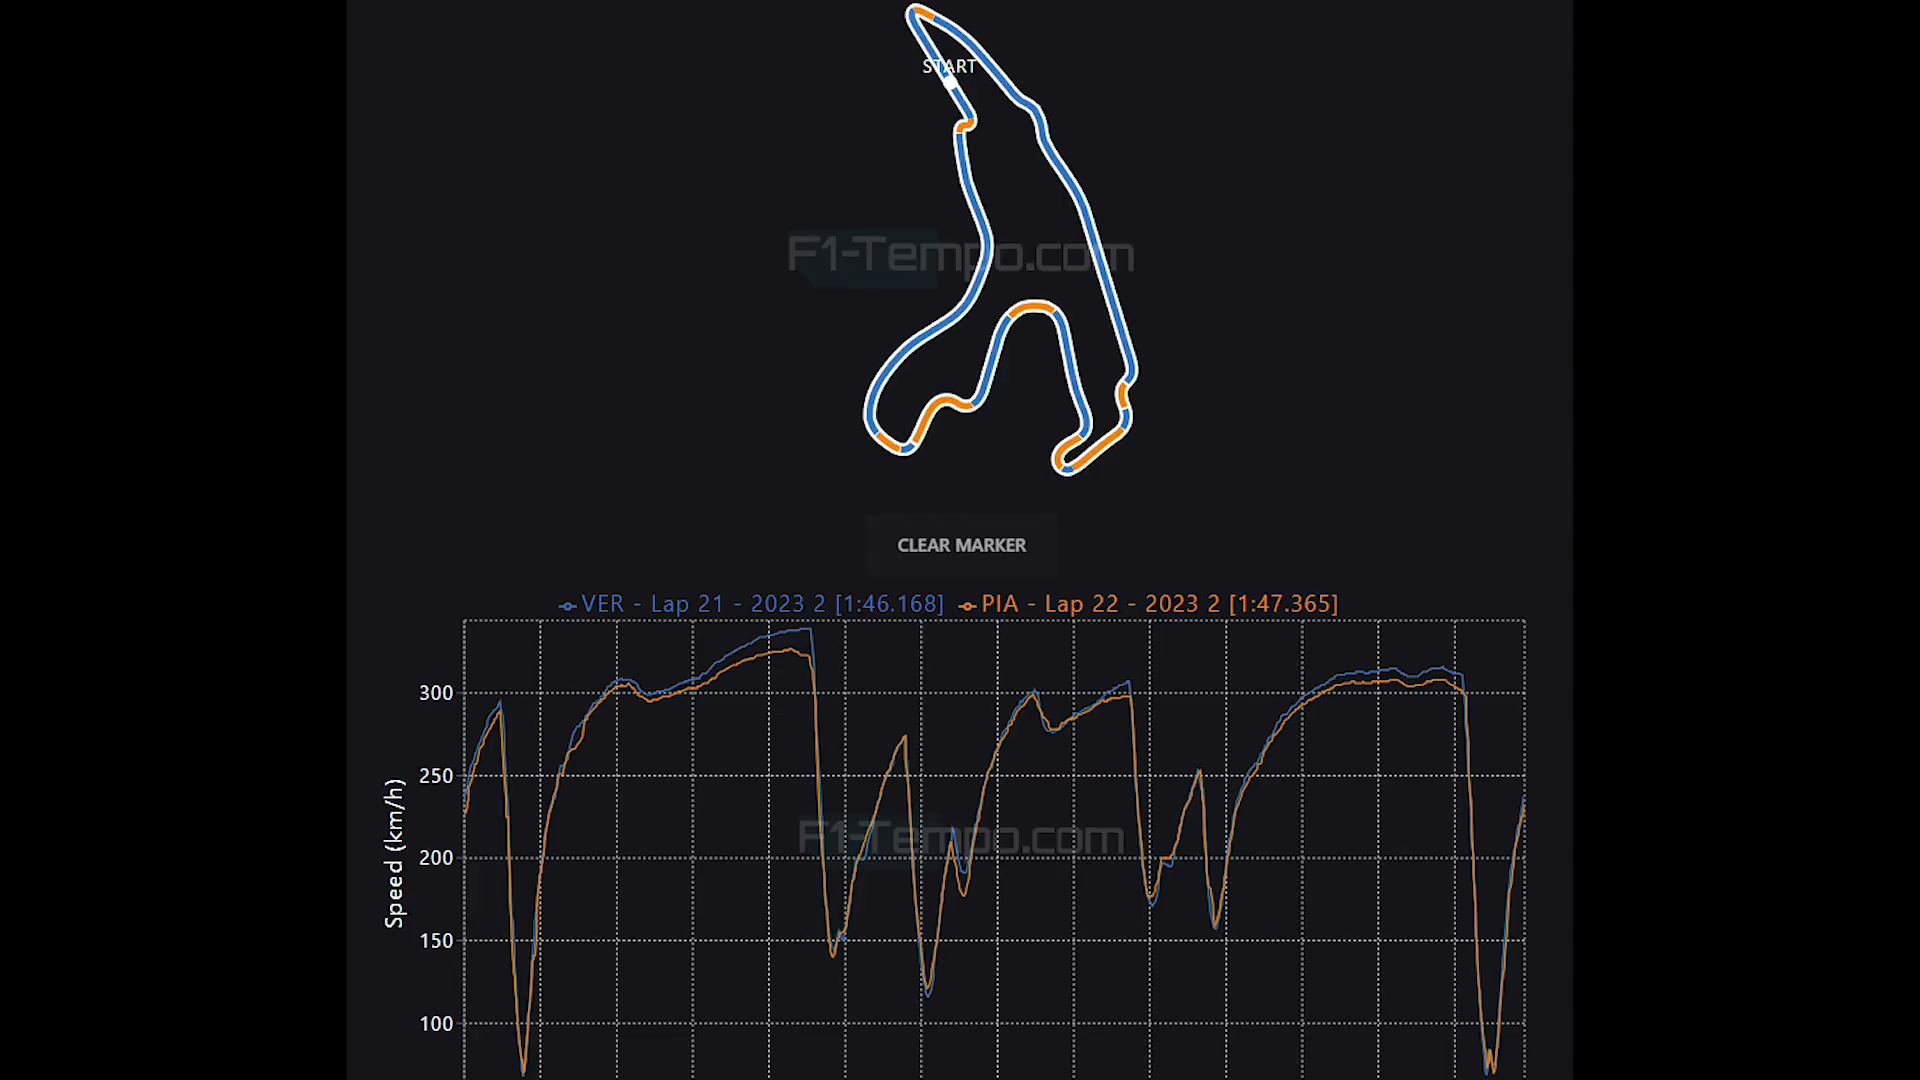 START
F1-Tempo.com
CLEAR MARKER
VER - Lap 21 - 2023 2 [1:46.168] PIA - Lap 22 - 2023 2 [1:47.365]
300
250
200
150
100
Speed (km/h)
F1-Tempo.com